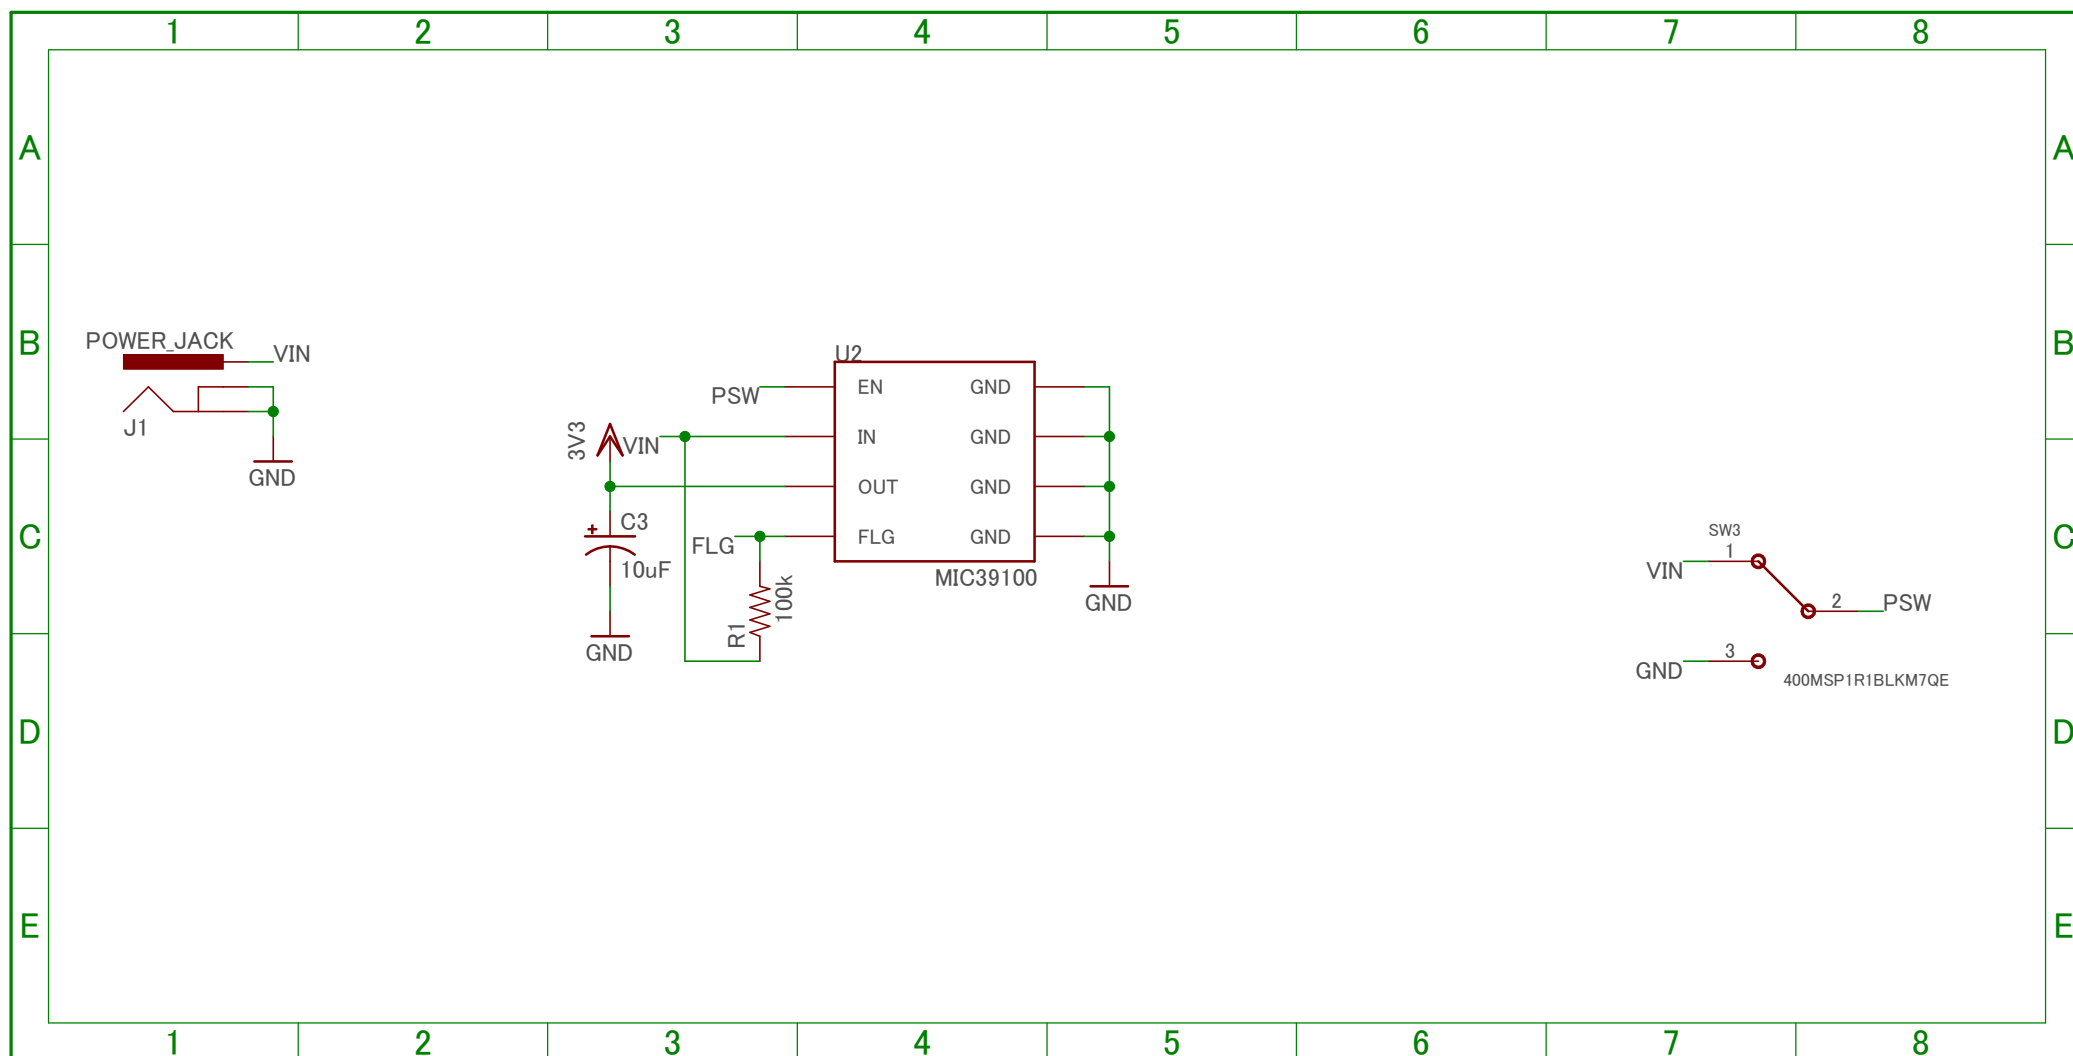 1 2 3 4 5 6 7 8
A A
B B
POWER_JACK
VIN
J1
GND
U2
PSW EN GND
3V3 VIN IN GND
OUT GND
C3
+
FLG FLG GND
10uF
MIC39100
100k
R1
GND
GND
C C
SW3
1
VIN
2 PSW
3
GND
400MSP1R1BLKM7QE
D D
E E
1 2 3 4 5 6 7 8